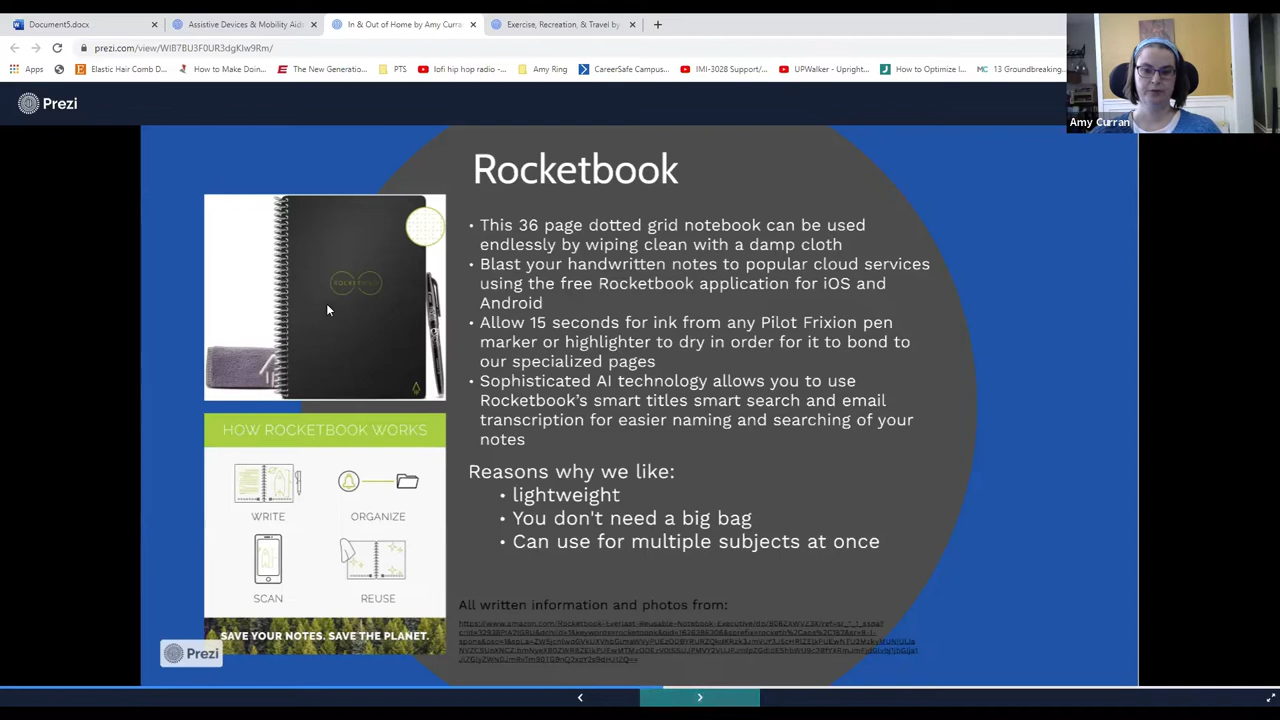 Document5.docx
Assistive Devices & Mobility Aids
In & Out of Home by Amy Curran
Exercise, Recreation, & Travel by
prezi.com/view/WlB7BU3F0UR3dgKlw9Rm/
Apps
Elastic Hair Comb D...
How to Make Doin...
The New Generatio...
PTS
lofi hip hop radio -...
Amy Ring
CareerSafe Campus...
IMI-3028 Support/...
UPWalker - Upright...
How to Optimize I...
13 Groundbreaking...
Prezi
Amy Curran
Rocketbook
• This 36 page dotted grid notebook can be used
endlessly by wiping clean with a damp cloth
• Blast your handwritten notes to popular cloud services
using the free Rocketbook application for iOS and
Android
• Allow 15 seconds for ink from any Pilot Frixion pen
marker or highlighter to dry in order for it to bond to
our specialized pages
• Sophisticated AI technology allows you to use
Rocketbook's smart titles smart search and email
transcription for easier naming and searching of your
notes
Reasons why we like:
• lightweight
• You don't need a big bag
• Can use for multiple subjects at once
All written information and photos from:
ROCKETBOOK
HOW ROCKETBOOK WORKS
WRITE
ORGANIZE
SCAN
REUSE
SAVE YOUR NOTES. SAVE THE PLANET.
Prezi